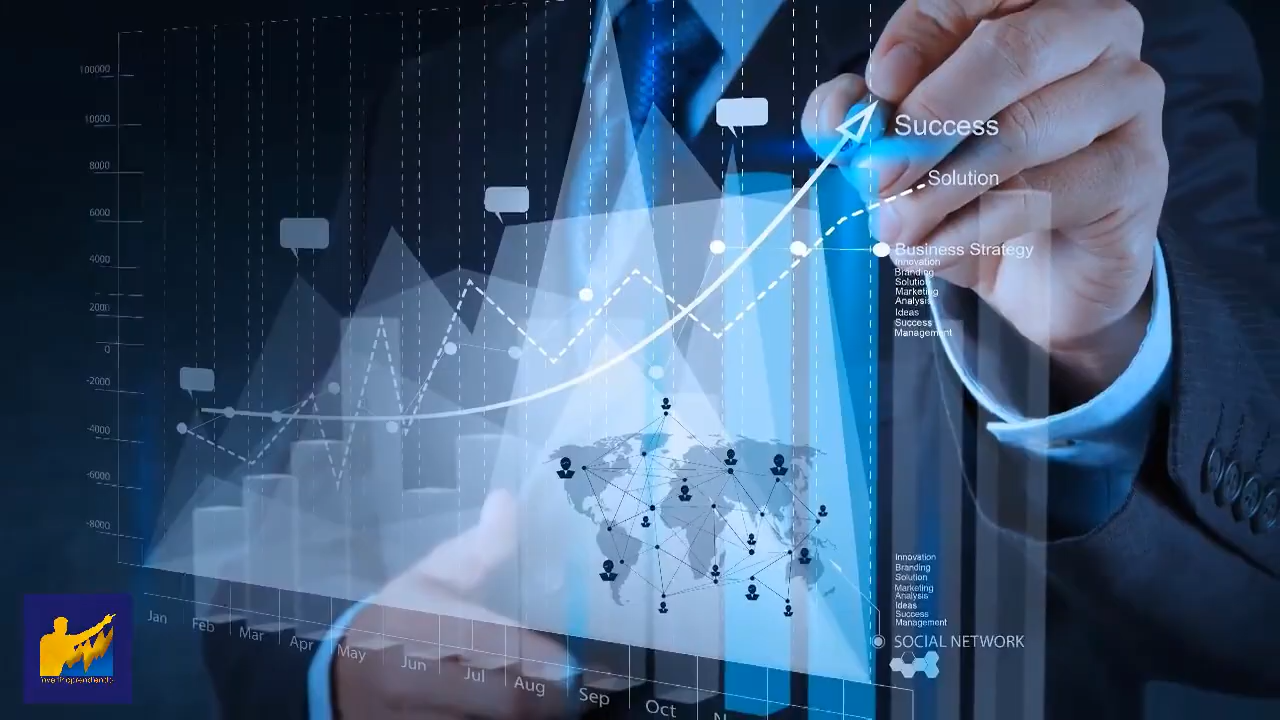 100000
10000
8000
6000
4000
2000
0
-2000
-4000
-6000
-8000
Jan
Feb
Mar
Apr
May
Jun
Jul
Aug
Sep
Oct
N
Success
Solution
Business Strategy
Innovation
Branding
Solution
Marketing
Analysis
Ideas
Success
Management
Innovation
Branding
Solution
Marketing
Analysis
Ideas
Success
Management
SOCIAL NETWORK